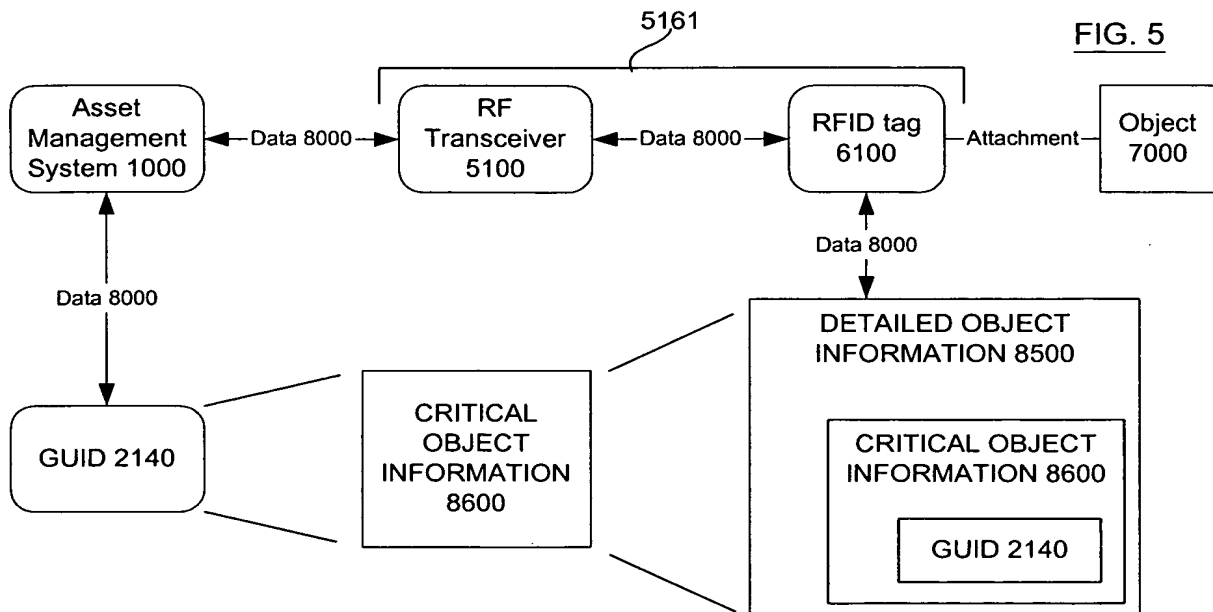 5161
FIG. 5
Asset
Management
System 1000
Data 8000
RF
Transceiver
5100
Data 8000
RFID tag
6100
Attachment
Object
7000
Data 8000
Data 8000
DETAILED OBJECT
INFORMATION 8500
CRITICAL
OBJECT
INFORMATION
8600
GUID 2140
CRITICAL OBJECT
INFORMATION 8600
GUID 2140